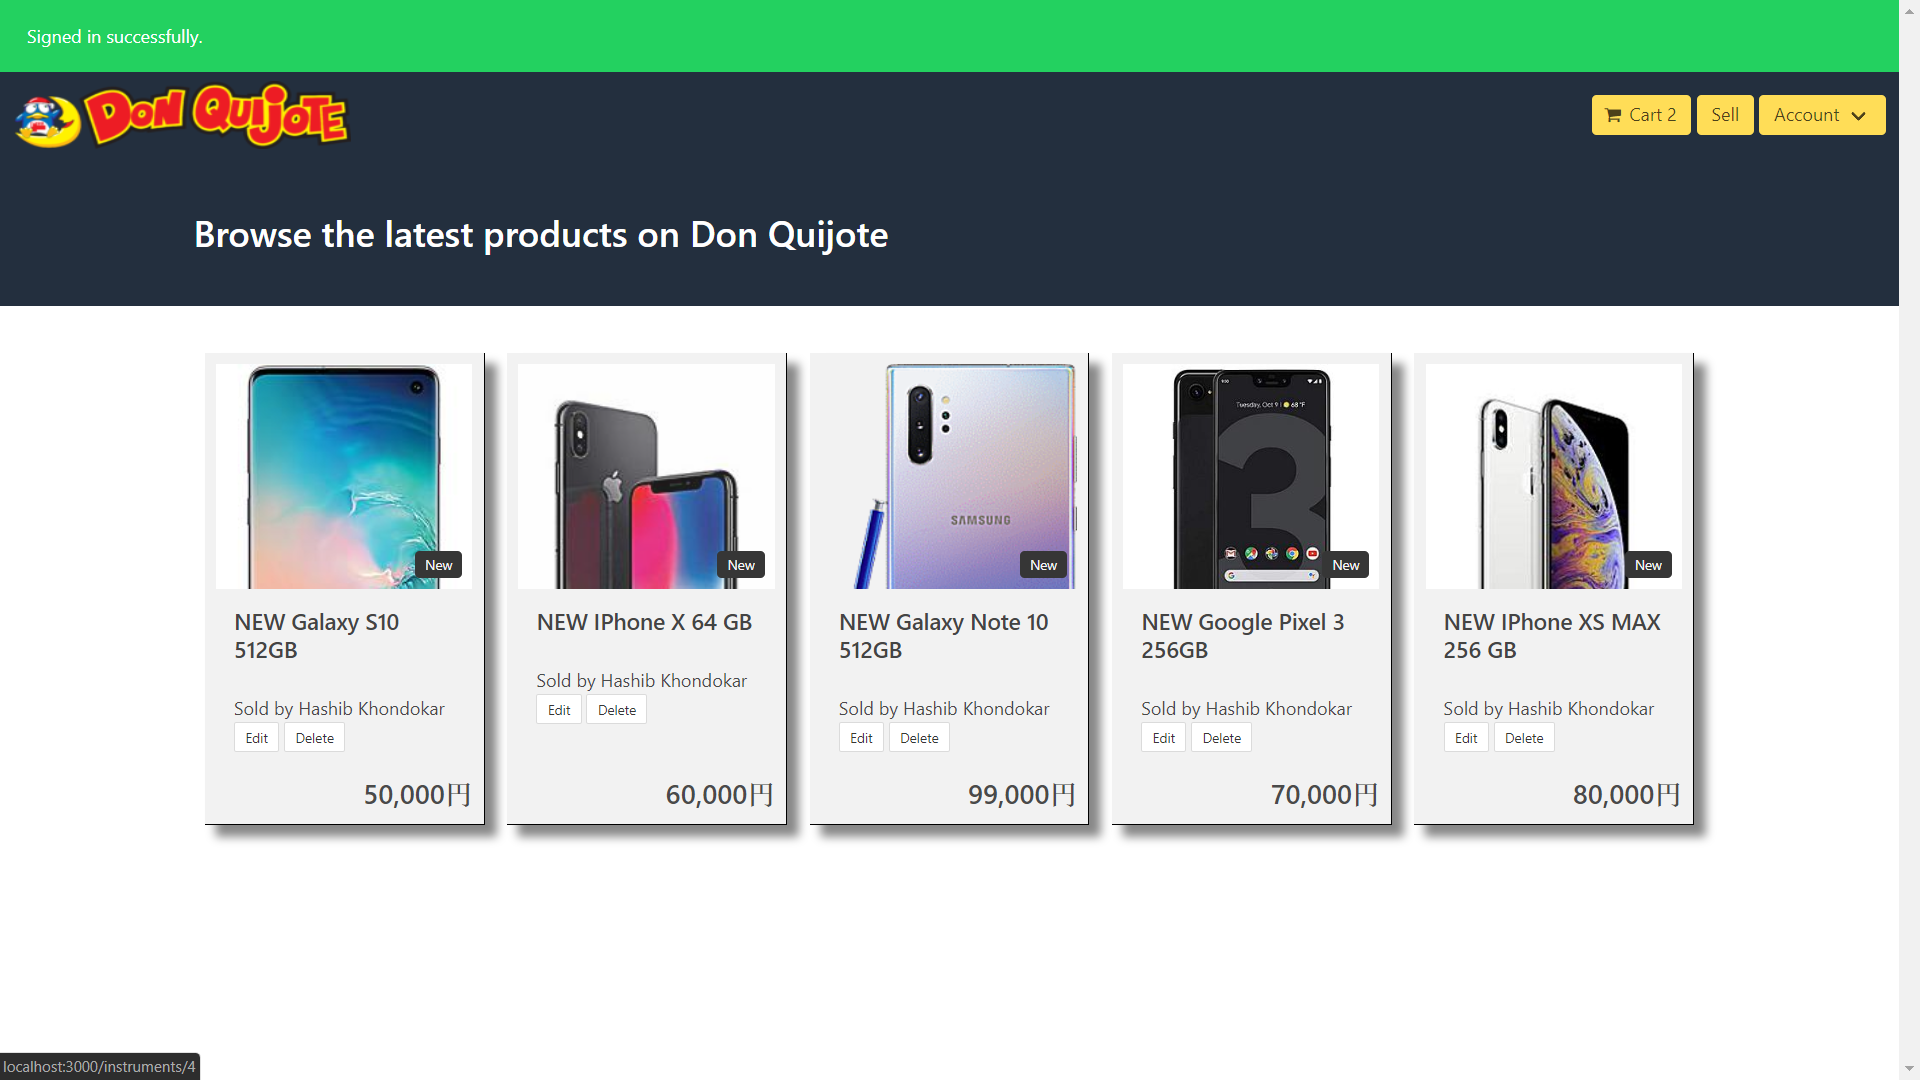 Signed in successfully.
DON QUIJOTE
Cart 2
Sell
Account
Browse the latest products on Don Quijote
New
NEW Galaxy S10
512GB
Sold by Hashib Khondokar
Edit
Delete
50,000円
New
NEW IPhone X 64 GB
Sold by Hashib Khondokar
Edit
Delete
60,000円
SAMSUNG
New
NEW Galaxy Note 10
512GB
Sold by Hashib Khondokar
Edit
Delete
99,000円
Tuesday, Oct 9 | 68 °F
3
G
New
NEW Google Pixel 3
256GB
Sold by Hashib Khondokar
Edit
Delete
70,000円
New
NEW IPhone XS MAX
256 GB
Sold by Hashib Khondokar
Edit
Delete
80,000円
localhost:3000/instruments/4